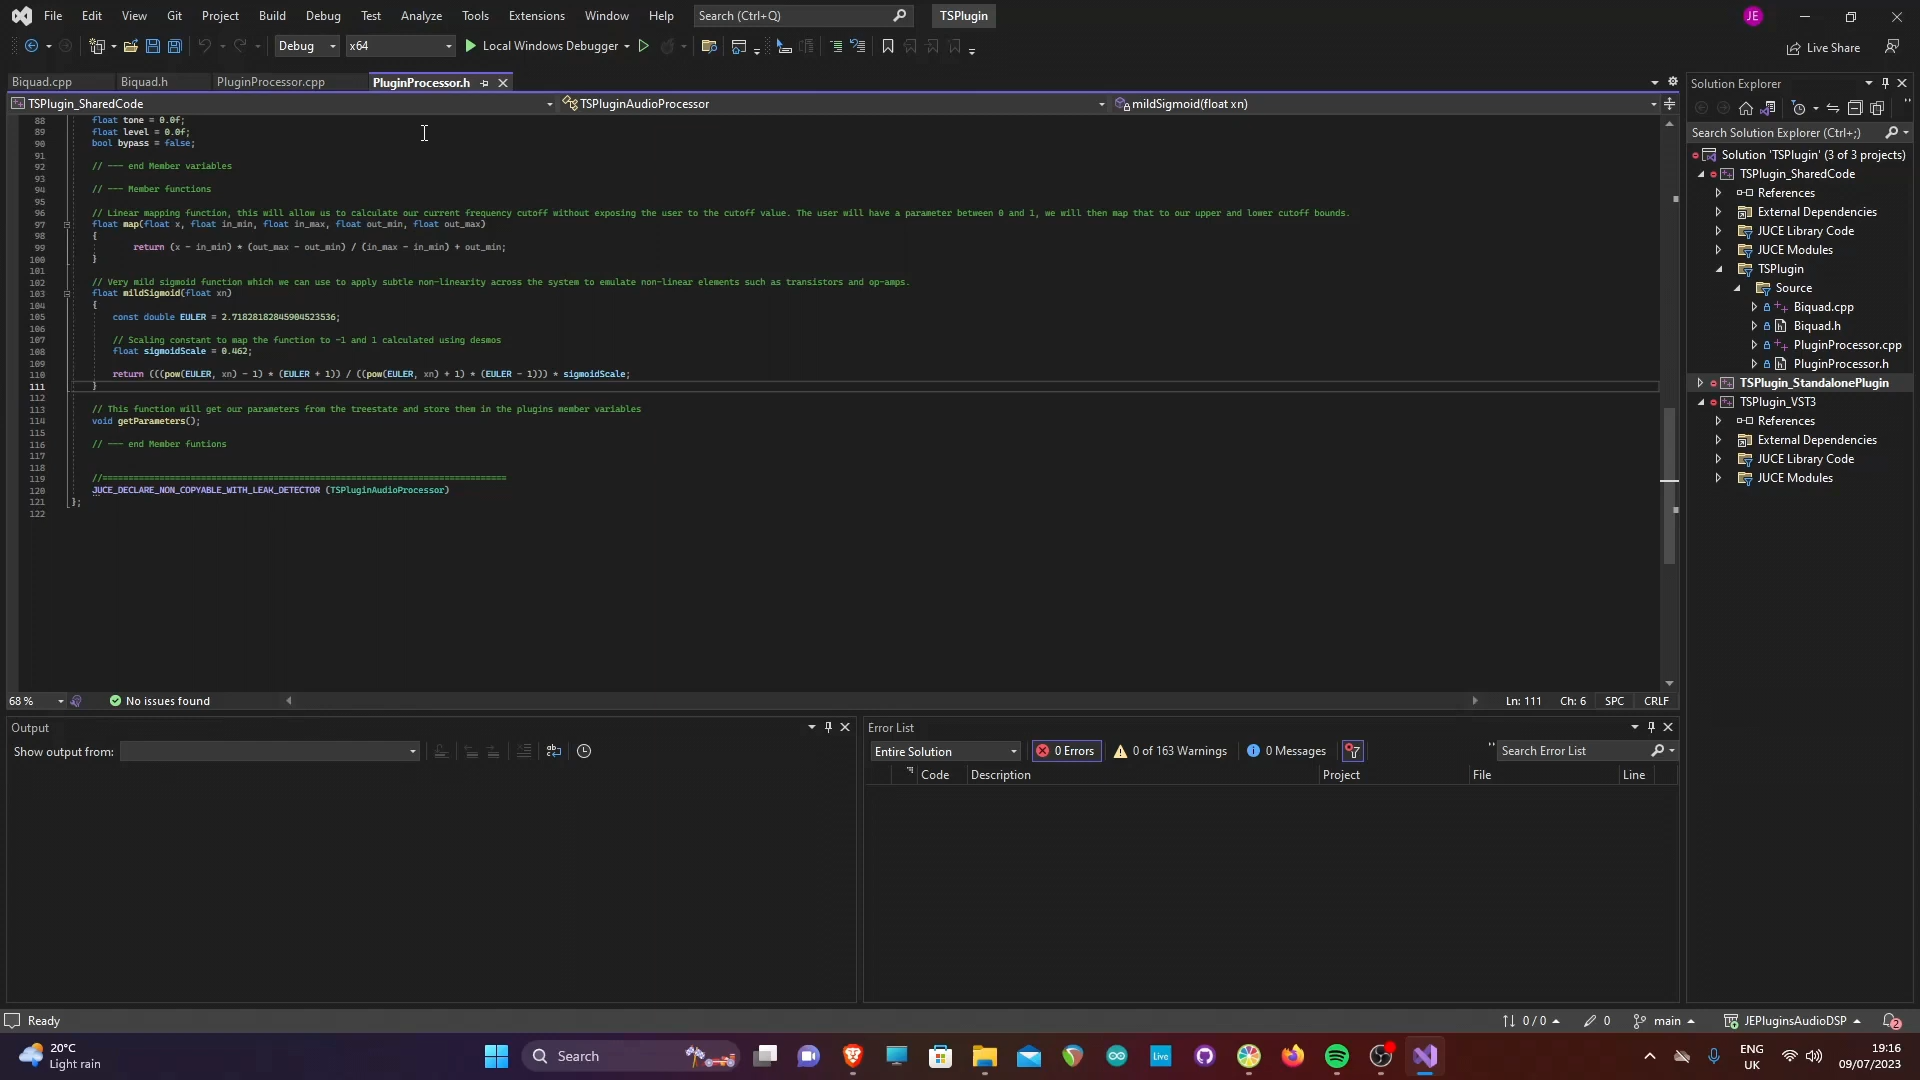 File Edit View Git Project Build Debug Test Analyze Tools Extensions Window Help Search (Ctrl+Q) TSPlugin JE
Debug x64 Local Windows Debugger Live Share
Biquad.cpp Biquad.h PluginProcessor.cpp PluginProcessor.h
TSPlugin_SharedCode TSPluginAudioProcessor mildSigmoid(float xn)
88 float tone = 0.0f;
89 float level = 0.0f;
90 bool bypass = false;
91
92 // --- end Member variables
93
94 // --- Member functions
95
96 // Linear mapping function, this will allow us to calculate our current frequency cutoff without exposing the user to the cutoff value. The user will have a parameter between 0 and 1, we will then map that to our upper and lower cutoff bounds.
97 float map(float x, float in_min, float in_max, float out_min, float out_max)
98 {
99 return (x - in_min) * (out_max - out_min) / (in_max - in_min) + out_min;
100 }
101
102 // Very mild sigmoid function which we can use to apply subtle non-linearity across the system to emulate non-linear elements such as transistors and op-amps.
103 float mildSigmoid(float xn)
104 {
105 const double EULER = 2.71828182845904523536;
106
107 // Scaling constant to map the function to -1 and 1 calculated using desmos
108 float sigmoidScale = 0.462;
109
110 return (((pow(EULER, xn) - 1) * (EULER + 1)) / ((pow(EULER, xn) + 1) * (EULER - 1))) * sigmoidScale;
111 }
112
113 // This function will get our parameters from the treestate and store them in the plugins member variables
114 void getParameters();
115
116 // --- end Member funtions
117
118
119 //==============================================================================
120 JUCE_DECLARE_NON_COPYABLE_WITH_LEAK_DETECTOR (TSPluginAudioProcessor)
121 };
122
68 % No issues found Ln: 111 Ch: 6 SPC CRLF
Output
Show output from:
Error List
Entire Solution 0 Errors 0 of 163 Warnings 0 Messages Search Error List
Code Description Project File Line
Solution Explorer
Search Solution Explorer (Ctrl+;)
Solution 'TSPlugin' (3 of 3 projects)
TSPlugin_SharedCode
References
External Dependencies
JUCE Library Code
JUCE Modules
TSPlugin
Source
Biquad.cpp
Biquad.h
PluginProcessor.cpp
PluginProcessor.h
TSPlugin_StandalonePlugin
TSPlugin_VST3
References
External Dependencies
JUCE Library Code
JUCE Modules
Ready 0 / 0 0 main JEPluginsAudioDSP 2
20°C
Light rain
Search
Live
ENG
UK
19:16
09/07/2023